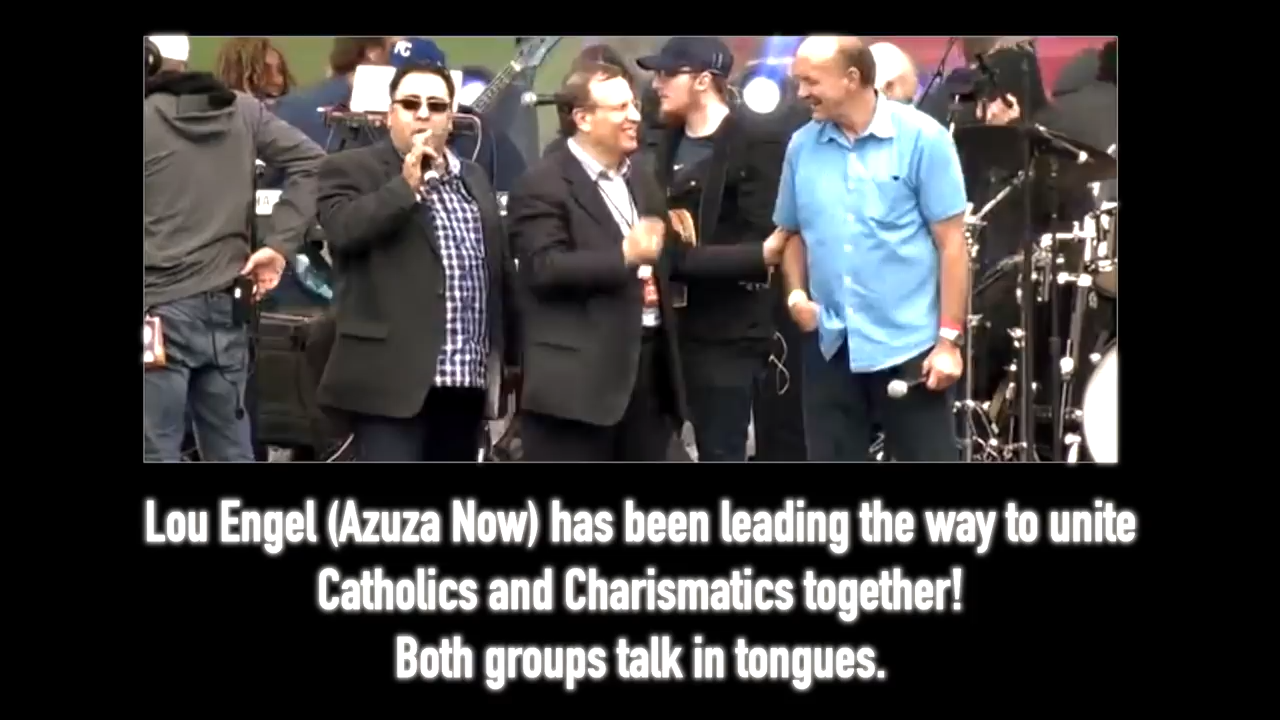 Lou Engel (Azuza Now) has been leading the way to unite
Catholics and Charismatics together!
Both groups talk in tongues.